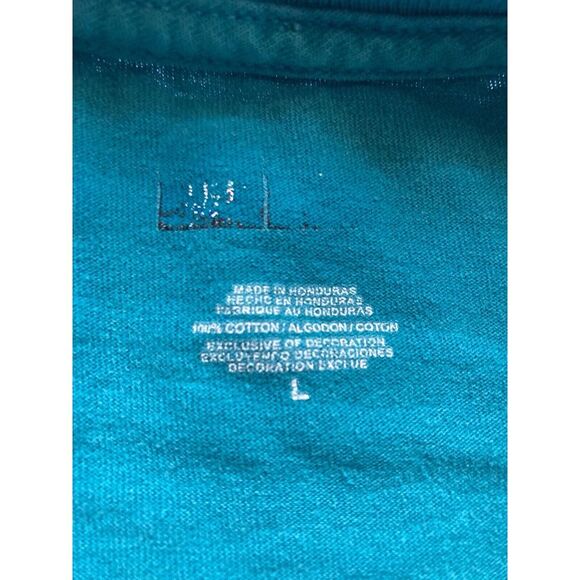 MADE IN HONDURAS
HECHO EN HONDURAS
FABRIQUE AU HONDURAS
100% COTTON / ALGODON / COTON
EXCLUSIVE OF DECORATION
EXCLUYENDO DECORACIONES
DECORATION EXCLUE
L